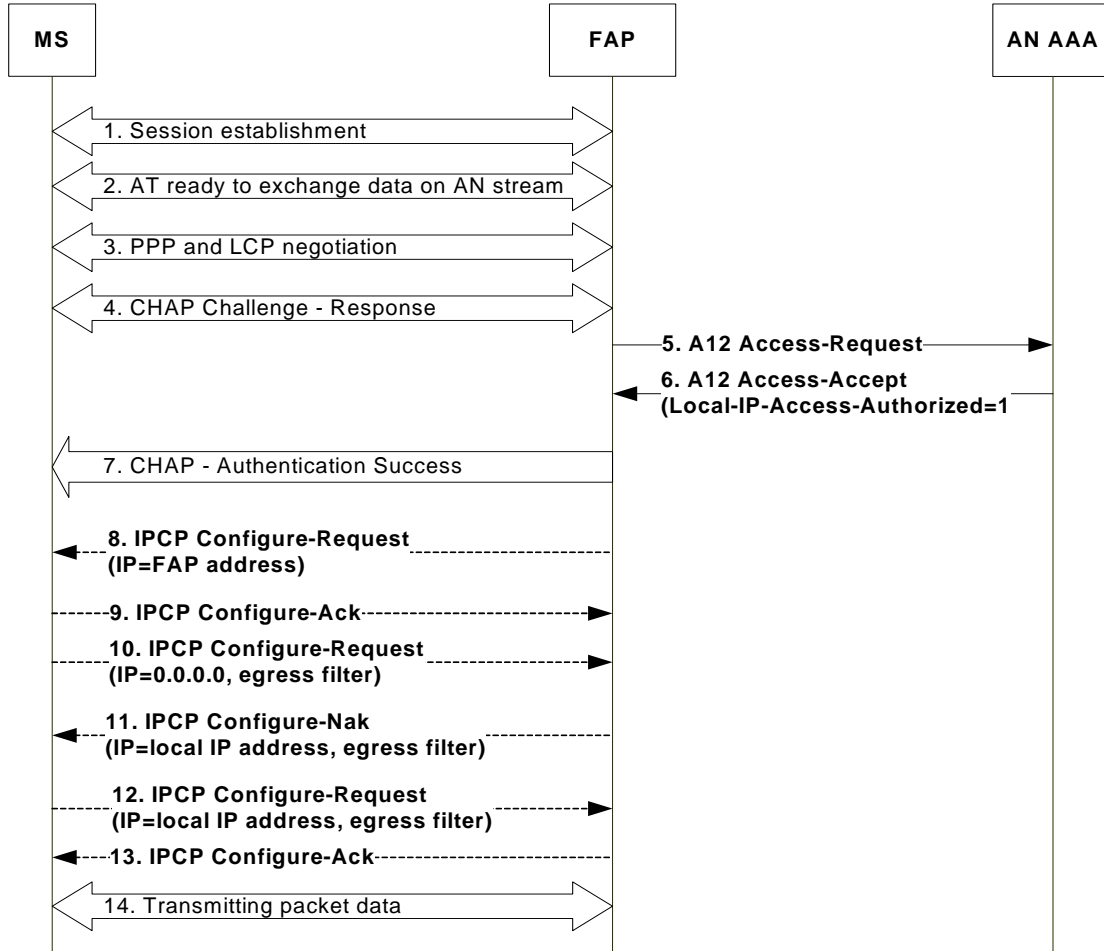 MS
FAP
AN AAA
1. Session establishment
2. AT ready to exchange data on AN stream
3. PPP and LCP negotiation
4. CHAP Challenge - Response
5. A12 Access-Request
6. A12 Access-Accept
(Local-IP-Access-Authorized=1
7. CHAP - Authentication Success
8. IPCP Configure-Request
(IP=FAP address)
9. IPCP Configure-Ack
10. IPCP Configure-Request
(IP=0.0.0.0, egress filter)
11. IPCP Configure-Nak
(IP=local IP address, egress filter)
12. IPCP Configure-Request
(IP=local IP address, egress filter)
13. IPCP Configure-Ack
14. Transmitting packet data